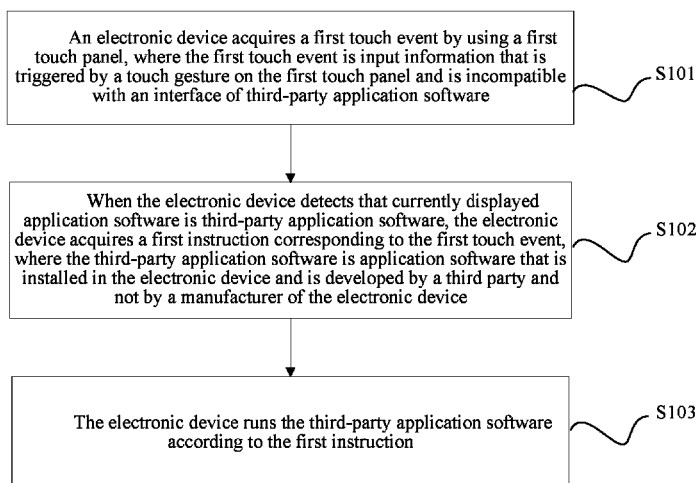 An electronic device acquires a first touch event by using a first
touch panel, where the first touch event is input information that is
triggered by a touch gesture on the first touch panel and is incompatible
with an interface of third-party application software
S101
When the electronic device detects that currently displayed
application software is third-party application software, the electronic
device acquires a first instruction corresponding to the first touch event,
where the third-party application software is application software that is
installed in the electronic device and is developed by a third party and
not by a manufacturer of the electronic device
S102
The electronic device runs the third-party application software
according to the first instruction
S103